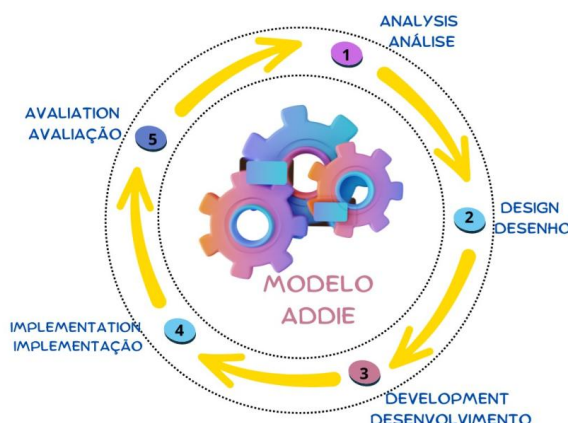 1
ANALYSIS
ANÁLISE
2
DESIGN
DESENHO
3
DEVELOPMENT
DESENVOLVIMENTO
4
IMPLEMENTATION
IMPLEMENTAÇÃO
5
AVALIATION
AVALIAÇÃO
MODELO
ADDIE